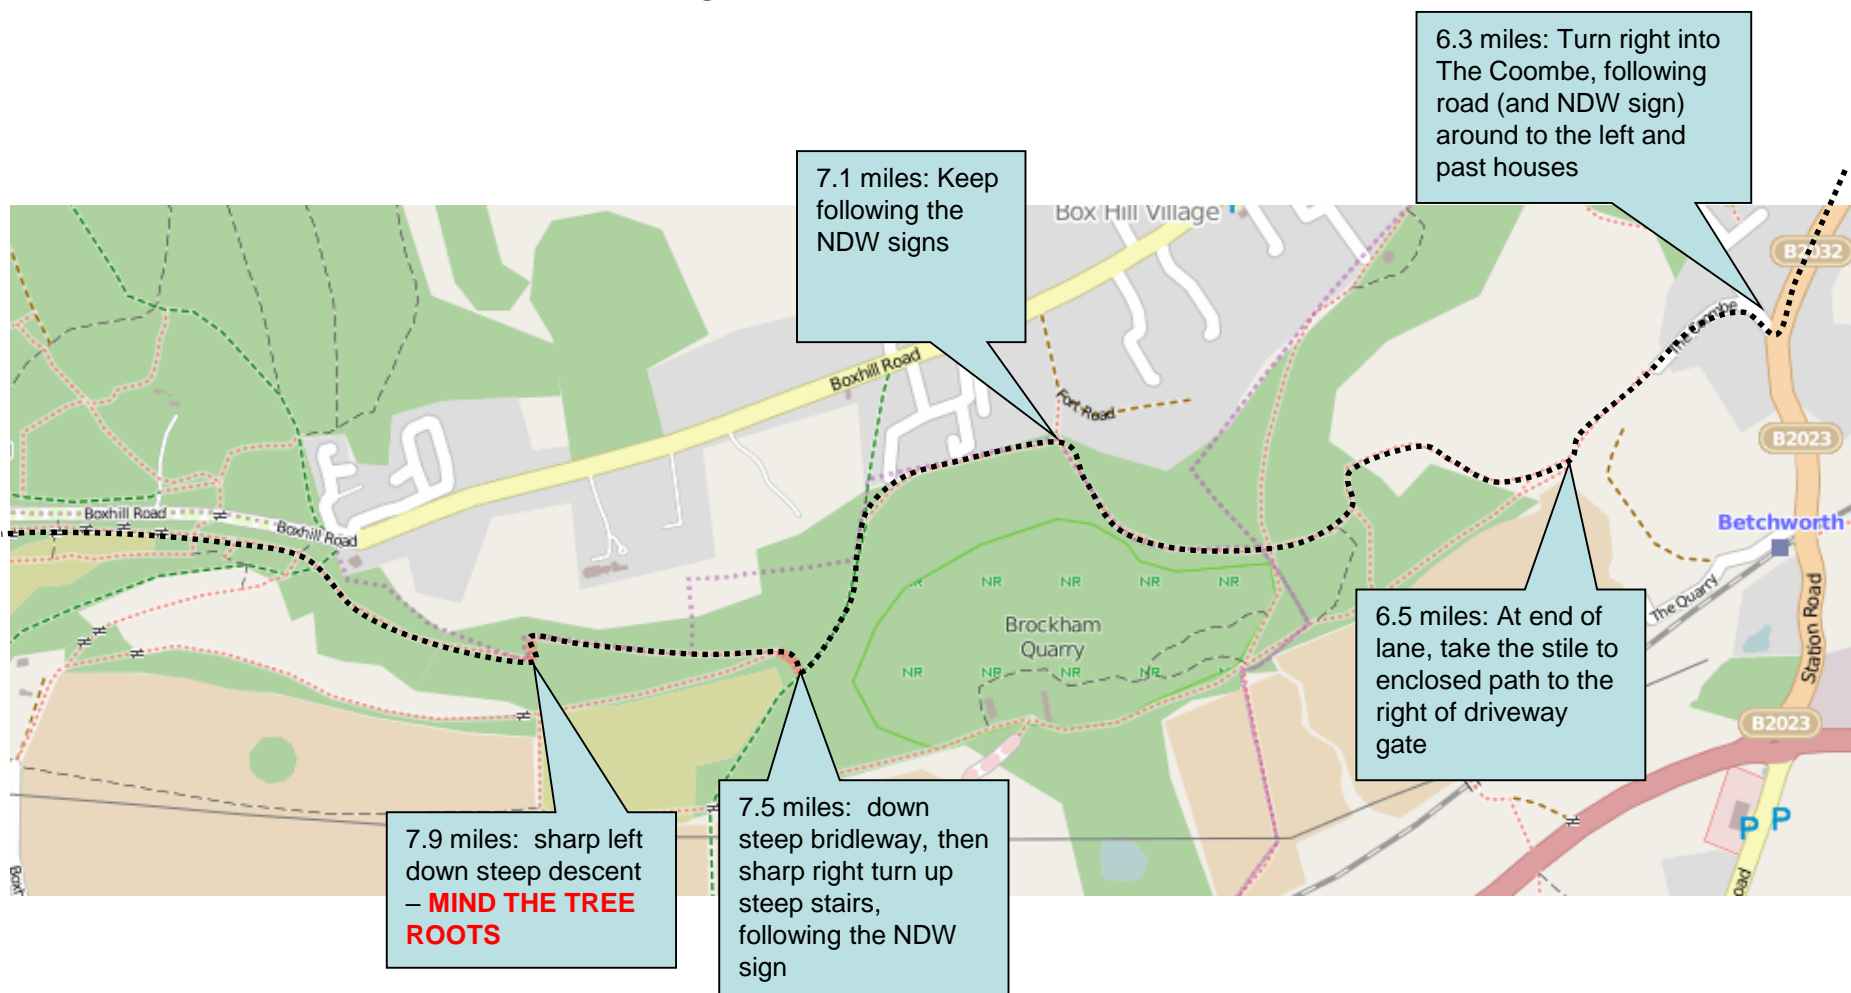 6.3 miles: Turn right into
The Coombe, following
road (and NDW sign)
around to the left and
past houses
7.1 miles: Keep
following the
NDW signs
Box Hill Village
B2032
The Coombe
Boxhill Road
Fort Road
B2023
Boxhill Road
Boxhill Road
Betchworth
NR
NR
NR
NR
NR
Brockham
Quarry
NR
NR
NR
NR
NR
The Quarry
Station Road
6.5 miles: At end of
lane, take the stile to
enclosed path to the
right of driveway
gate
B2023
P
P
7.9 miles:  sharp left
down steep descent
– MIND THE TREE
ROOTS
7.5 miles:  down
steep bridleway, then
sharp right turn up
steep stairs,
following the NDW
sign